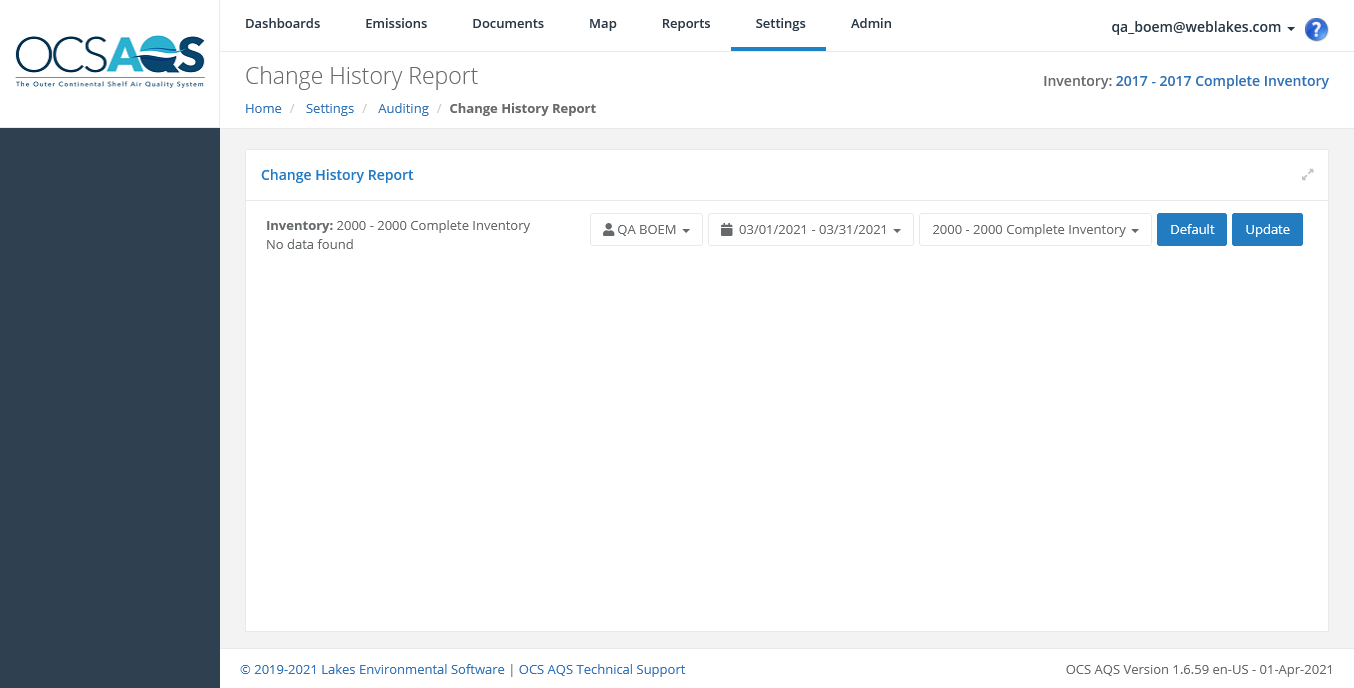 OCSAQS
The Outer Continental Shelf Air Quality System
Dashboards Emissions Documents Map Reports Settings Admin
qa_boem@weblakes.com ?
Change History Report
Inventory: 2017 - 2017 Complete Inventory
Home / Settings / Auditing / Change History Report
Change History Report
Inventory: 2000 - 2000 Complete Inventory
No data found
QA BOEM 03/01/2021 - 03/31/2021 2000 - 2000 Complete Inventory Default Update
© 2019-2021 Lakes Environmental Software | OCS AQS Technical Support
OCS AQS Version 1.6.59 en-US - 01-Apr-2021